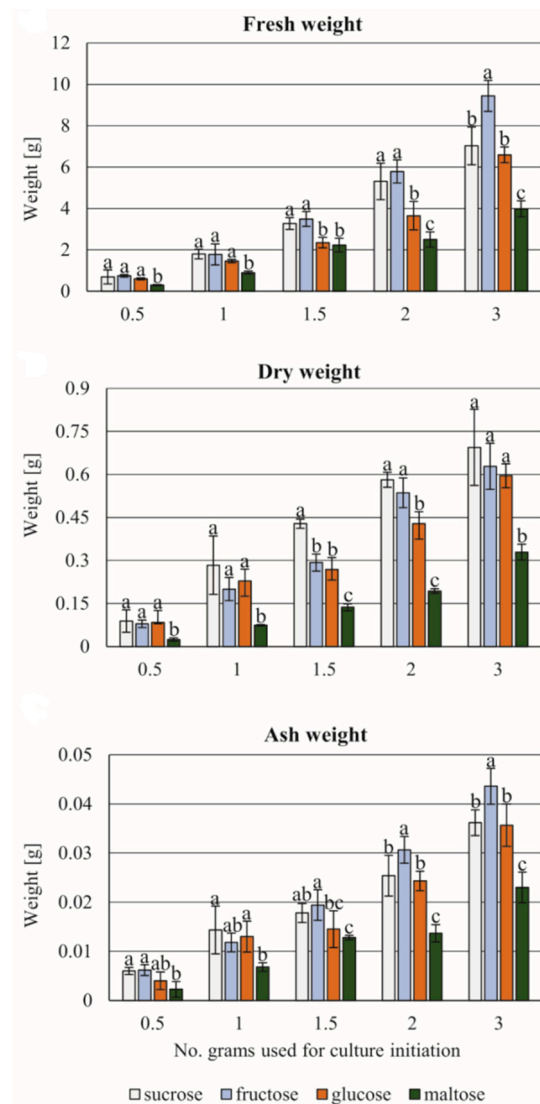 Fresh weight
12
10
8
6
4
2
0
Weight [g]
a a a b
a a a b
a a b b
a a b c
b a b c
0.5 1 1.5 2 3
Dry weight
0.9
0.75
0.6
0.45
0.3
0.15
0
Weight [g]
a a a b
a a a b
a b b c
a a b c
a a a b
0.5 1 1.5 2 3
Ash weight
0.05
0.04
0.03
0.02
0.01
0
Weight [g]
a a ab b
a ab a b
ab a bc c
b a b c
b a b c
0.5 1 1.5 2 3
No. grams used for culture initiation
sucrose fructose glucose maltose